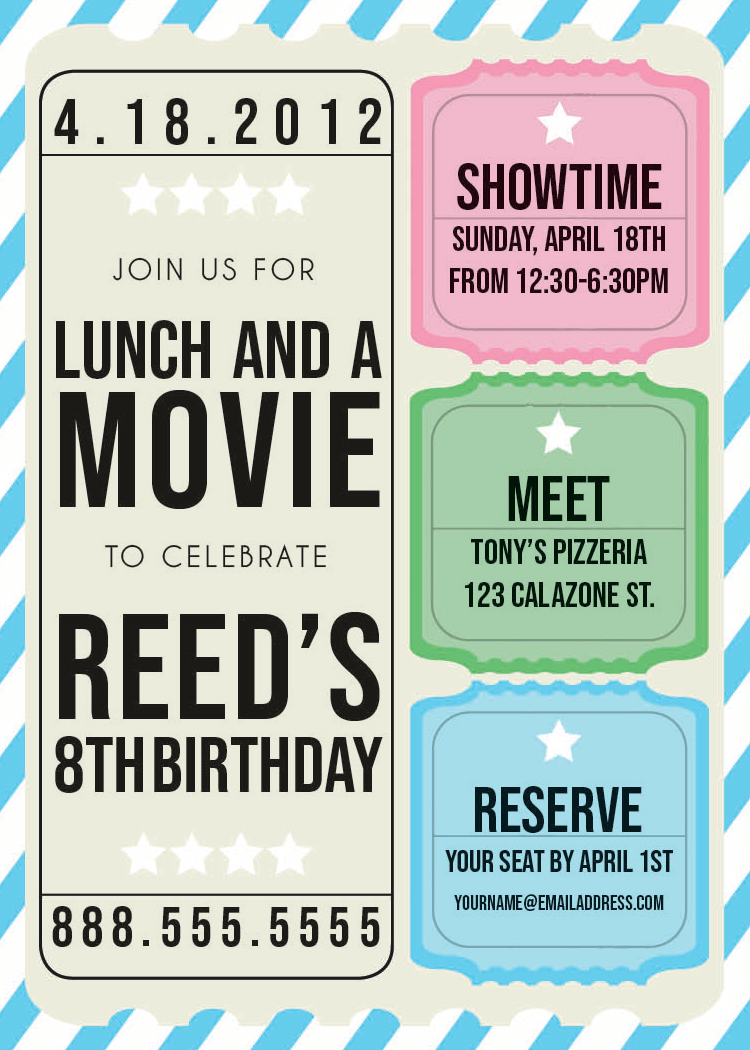 4.18.2012
JOIN US FOR
LUNCH AND A
MOVIE
TO CELEBRATE
REED'S
8TH BIRTHDAY
888.555.5555
SHOWTIME
SUNDAY, APRIL 18TH
FROM 12:30-6:30PM
MEET
TONY'S PIZZERIA
123 CALAZONE ST.
RESERVE
YOUR SEAT BY APRIL 1ST
YOURNAME@EMAILADDRESS.COM